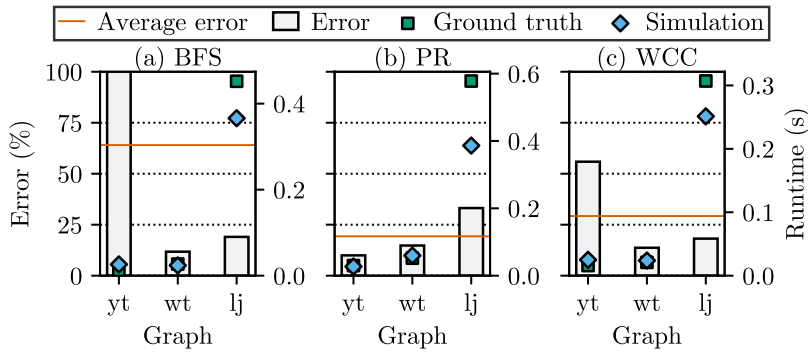 Average error Error Ground truth Simulation
(a) BFS (b) PR (c) WCC
Error (%)
100
75
50
25
0
0.4
0.2
0.0
yt wt lj
Graph
0.6
0.4
0.2
0.0
yt wt lj
Graph
0.3
0.2
0.1
0.0
yt wt lj
Graph
Runtime (s)